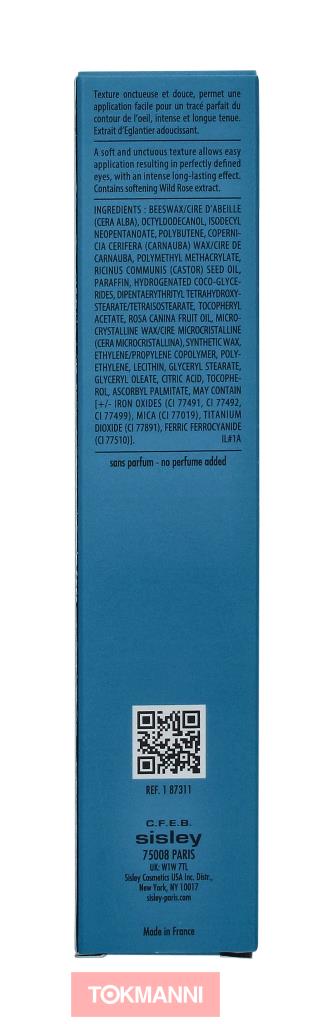 Texture onctueuse et douce, permet une
application facile pour un tracé parfait du
contour de l'oeil, intense et longue tenue.
Extrait d'Eglantier adoucissant.
A soft and unctuous texture allows easy
application resulting in perfectly defined
eyes, with an intense long-lasting effect.
Contains softening Wild Rose extract.
INGREDIENTS : BEESWAX/CIRE D'ABEILLE
(CERA ALBA), OCTYLDODECANOL, ISODECYL
NEOPENTANOATE, POLYBUTENE, COPERNI-
CIA CERIFERA (CARNAUBA) WAX/CIRE DE
CARNAUBA, POLYMETHYL METHACRYLATE,
RICINUS COMMUNIS (CASTOR) SEED OIL,
PARAFFIN, HYDROGENATED COCO-GLYCE-
RIDES, DIPENTAERYTHRITYL TETRAHYDROXY-
STEARATE/TETRAISOSTEARATE, TOCOPHERYL
ACETATE, ROSA CANINA FRUIT OIL, MICRO-
CRYSTALLINE WAX/CIRE MICROCRISTALLINE
(CERA MICROCRISTALLINA), SYNTHETIC WAX,
ETHYLENE/PROPYLENE COPOLYMER, POLY-
ETHYLENE, LECITHIN, GLYCERYL STEARATE,
GLYCERYL OLEATE, CITRIC ACID, TOCOPHE-
ROL, ASCORBYL PALMITATE, MAY CONTAIN
[+/- IRON OXIDES (CI 77491, CI 77492,
CI 77499), MICA (CI 77019), TITANIUM
DIOXIDE (CI 77891), FERRIC FERROCYANIDE
(CI 77510)]. IL#1A
sans parfum - no perfume added
REF. 1 87311
C.F.E.B.
sisley
75008 PARIS
UK: W1W 7TL
Sisley Cosmetics USA Inc. Distr.,
New York, NY 10017
sisley-paris.com
Made in France
TOKMANNI